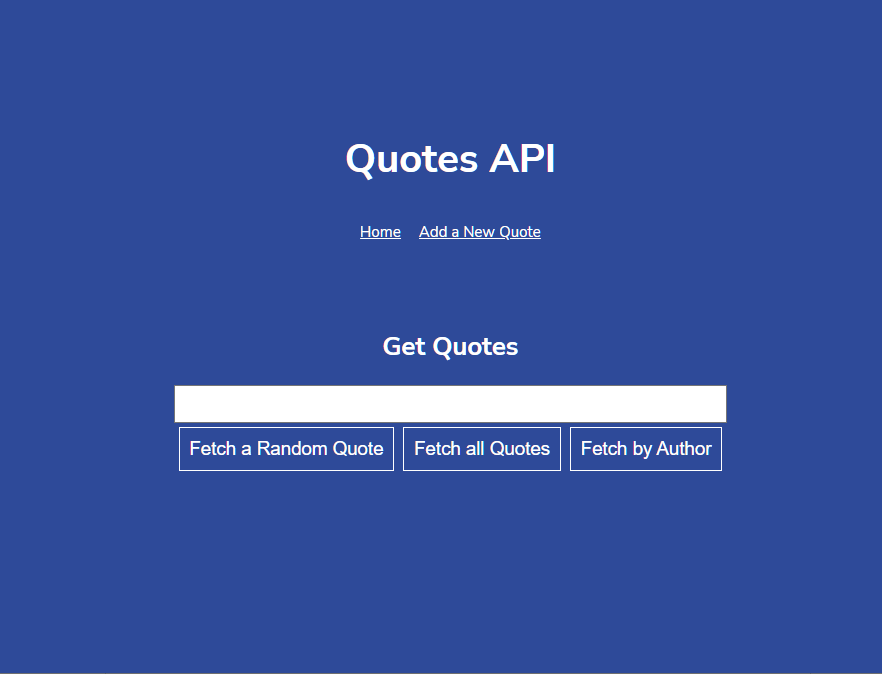 Quotes API
Home Add a New Quote
Get Quotes
Fetch a Random Quote Fetch all Quotes Fetch by Author